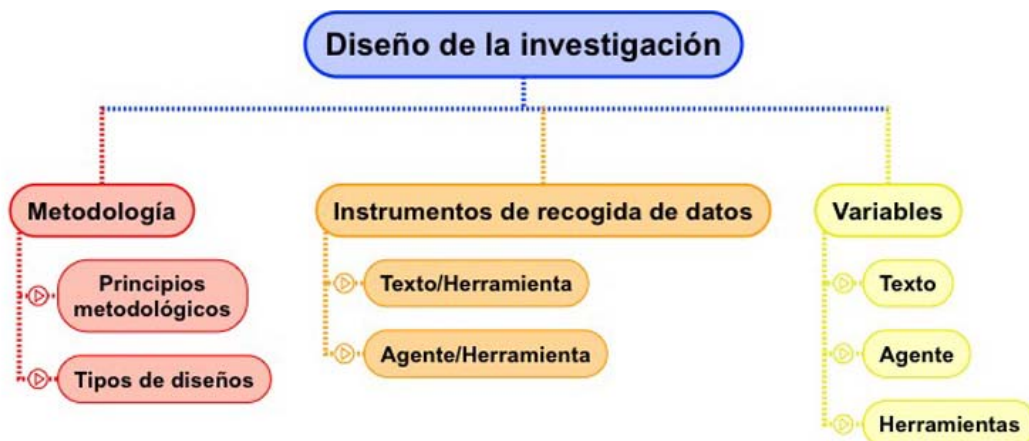 Diseño de la investigación
Metodología
Principios
metodológicos
Tipos de diseños
Instrumentos de recogida de datos
Texto/Herramienta
Agente/Herramienta
Variables
Texto
Agente
Herramientas